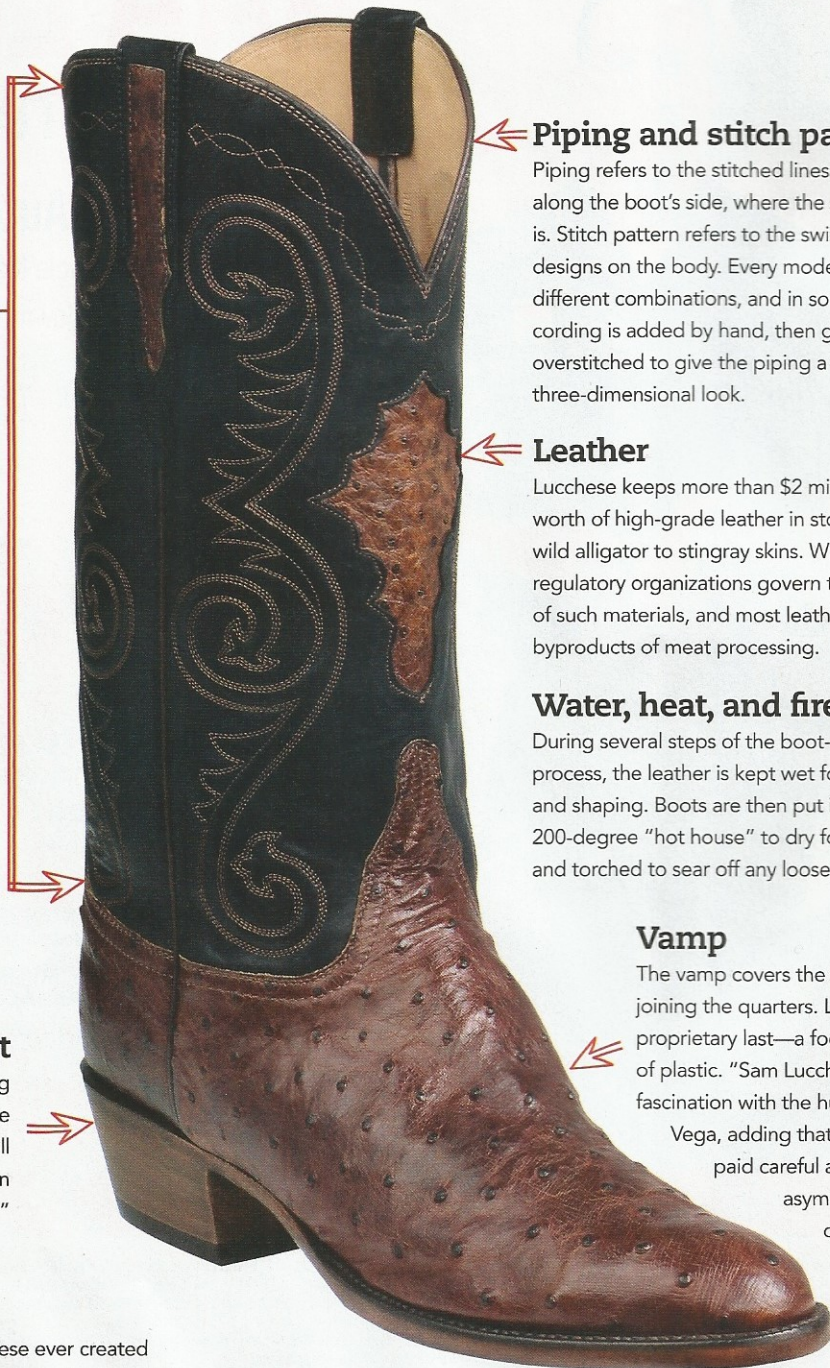 Piping and stitch pa
Piping refers to the stitched lines
along the boot's side, where the
is. Stitch pattern refers to the swi
designs on the body. Every mode
different combinations, and in so
cording is added by hand, then g
overstitched to give the piping a
three-dimensional look.
Leather
Lucchese keeps more than $2 mi
worth of high-grade leather in sto
wild alligator to stingray skins. W
regulatory organizations govern t
of such materials, and most leath
byproducts of meat processing.
Water, heat, and fire
During several steps of the boot-
process, the leather is kept wet fo
and shaping. Boots are then put
200-degree “hot house” to dry fo
and torched to sear off any loose
Vamp
The vamp covers the
joining the quarters. L
proprietary last—a foo
of plastic. “Sam Lucch
fascination with the hu
Vega, adding that
paid careful a
asym
t
g
e
ll
n
”
ese ever created